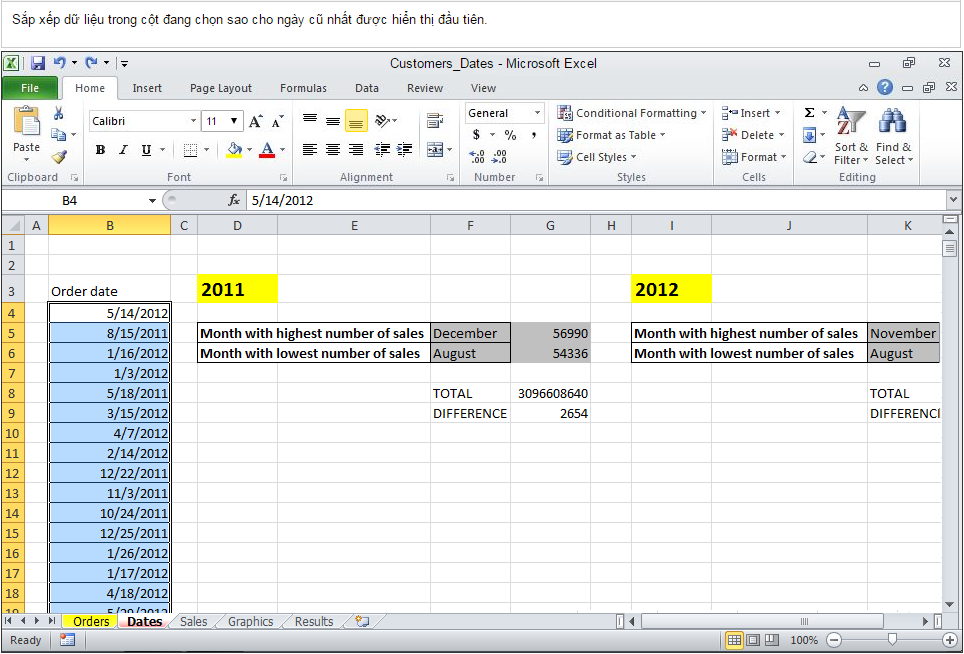 Sắp xếp dữ liệu trong cột đang chọn sao cho ngày cũ nhất được hiển thị đầu tiên.
Customers_Dates - Microsoft Excel
File Home Insert Page Layout Formulas Data Review View
Calibri 11 General Conditional Formatting Insert
Paste B I U A $ % , Format as Table Delete Sort & Find &
Cell Styles Format Filter Select
Clipboard Font Alignment Number Styles Cells Editing
B4 fx 5/14/2012
A B C D E F G H I J K
1
2
3 Order date 2011 2012
4 5/14/2012
5 8/15/2011 Month with highest number of sales December 56990 Month with highest number of sales November
6 1/16/2012 Month with lowest number of sales August 54336 Month with lowest number of sales August
7 1/3/2012
8 5/18/2011 TOTAL 3096608640 TOTAL
9 3/15/2012 DIFFERENCE 2654 DIFFERENCI
10 4/7/2012
11 2/14/2012
12 12/22/2011
13 11/3/2011
14 10/24/2011
15 12/25/2011
16 1/26/2012
17 1/17/2012
18 4/18/2012
Orders Dates Sales Graphics Results
Ready 100%